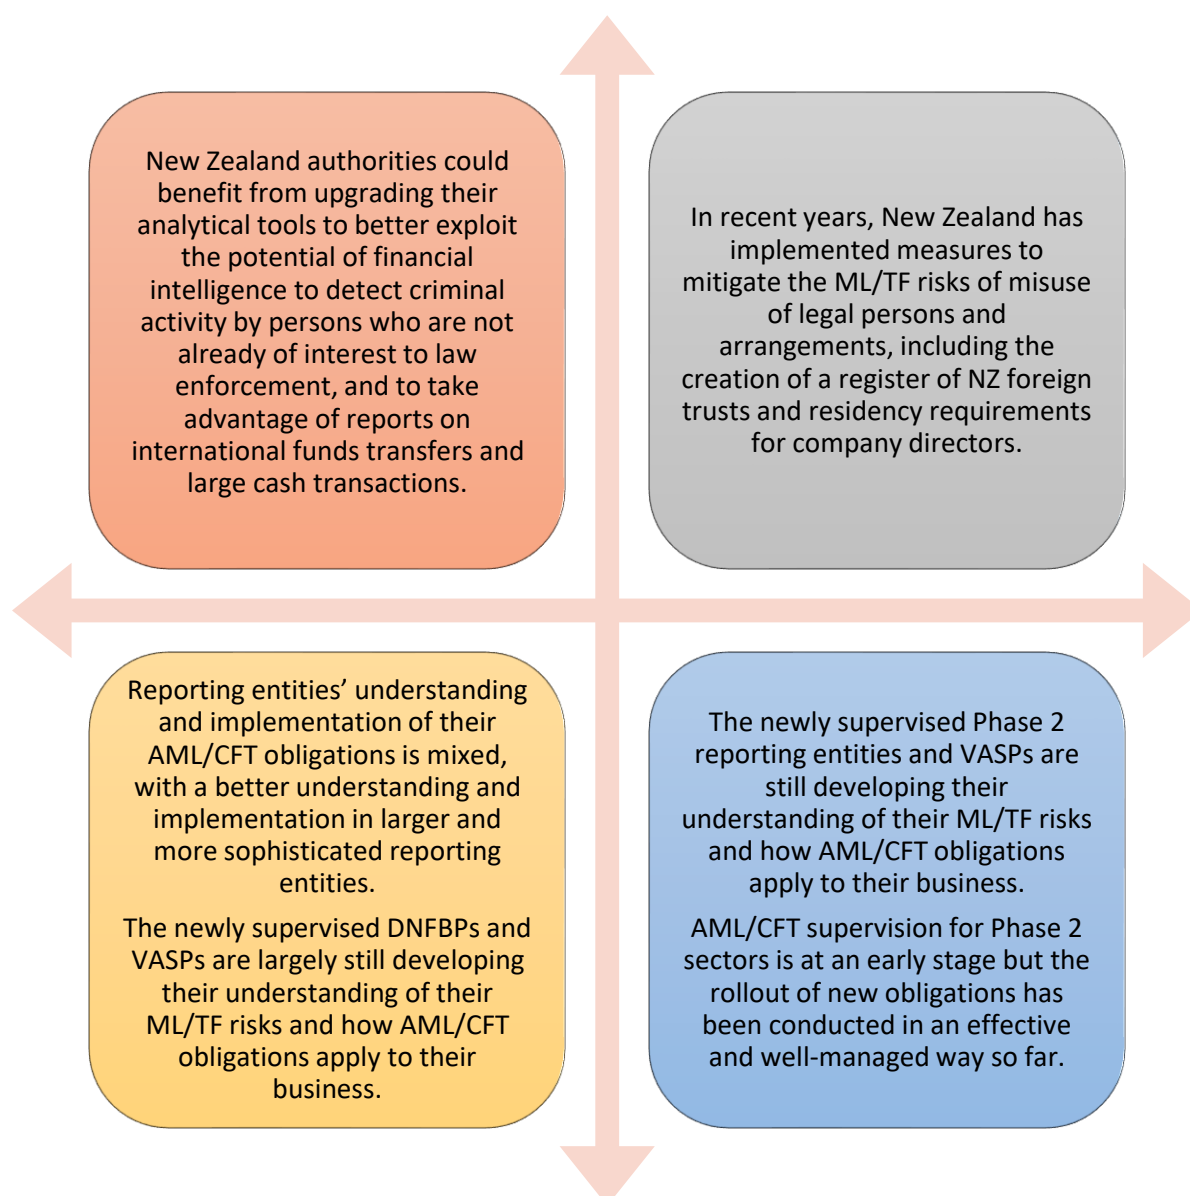 New Zealand authorities could
benefit from upgrading their
analytical tools to better exploit
the potential of financial
intelligence to detect criminal
activity by persons who are not
already of interest to law
enforcement, and to take
advantage of reports on
international funds transfers and
large cash transactions.
In recent years, New Zealand has
implemented measures to
mitigate the ML/TF risks of misuse
of legal persons and
arrangements, including the
creation of a register of NZ foreign
trusts and residency requirements
for company directors.
Reporting entities’ understanding
and implementation of their
AML/CFT obligations is mixed,
with a better understanding and
implementation in larger and
more sophisticated reporting
entities.
The newly supervised DNFBPs and
VASPs are largely still developing
their understanding of their
ML/TF risks and how AML/CFT
obligations apply to their
business.
The newly supervised Phase 2
reporting entities and VASPs are
still developing their
understanding of their ML/TF risks
and how AML/CFT obligations
apply to their business.
AML/CFT supervision for Phase 2
sectors is at an early stage but the
rollout of new obligations has
been conducted in an effective
and well-managed way so far.